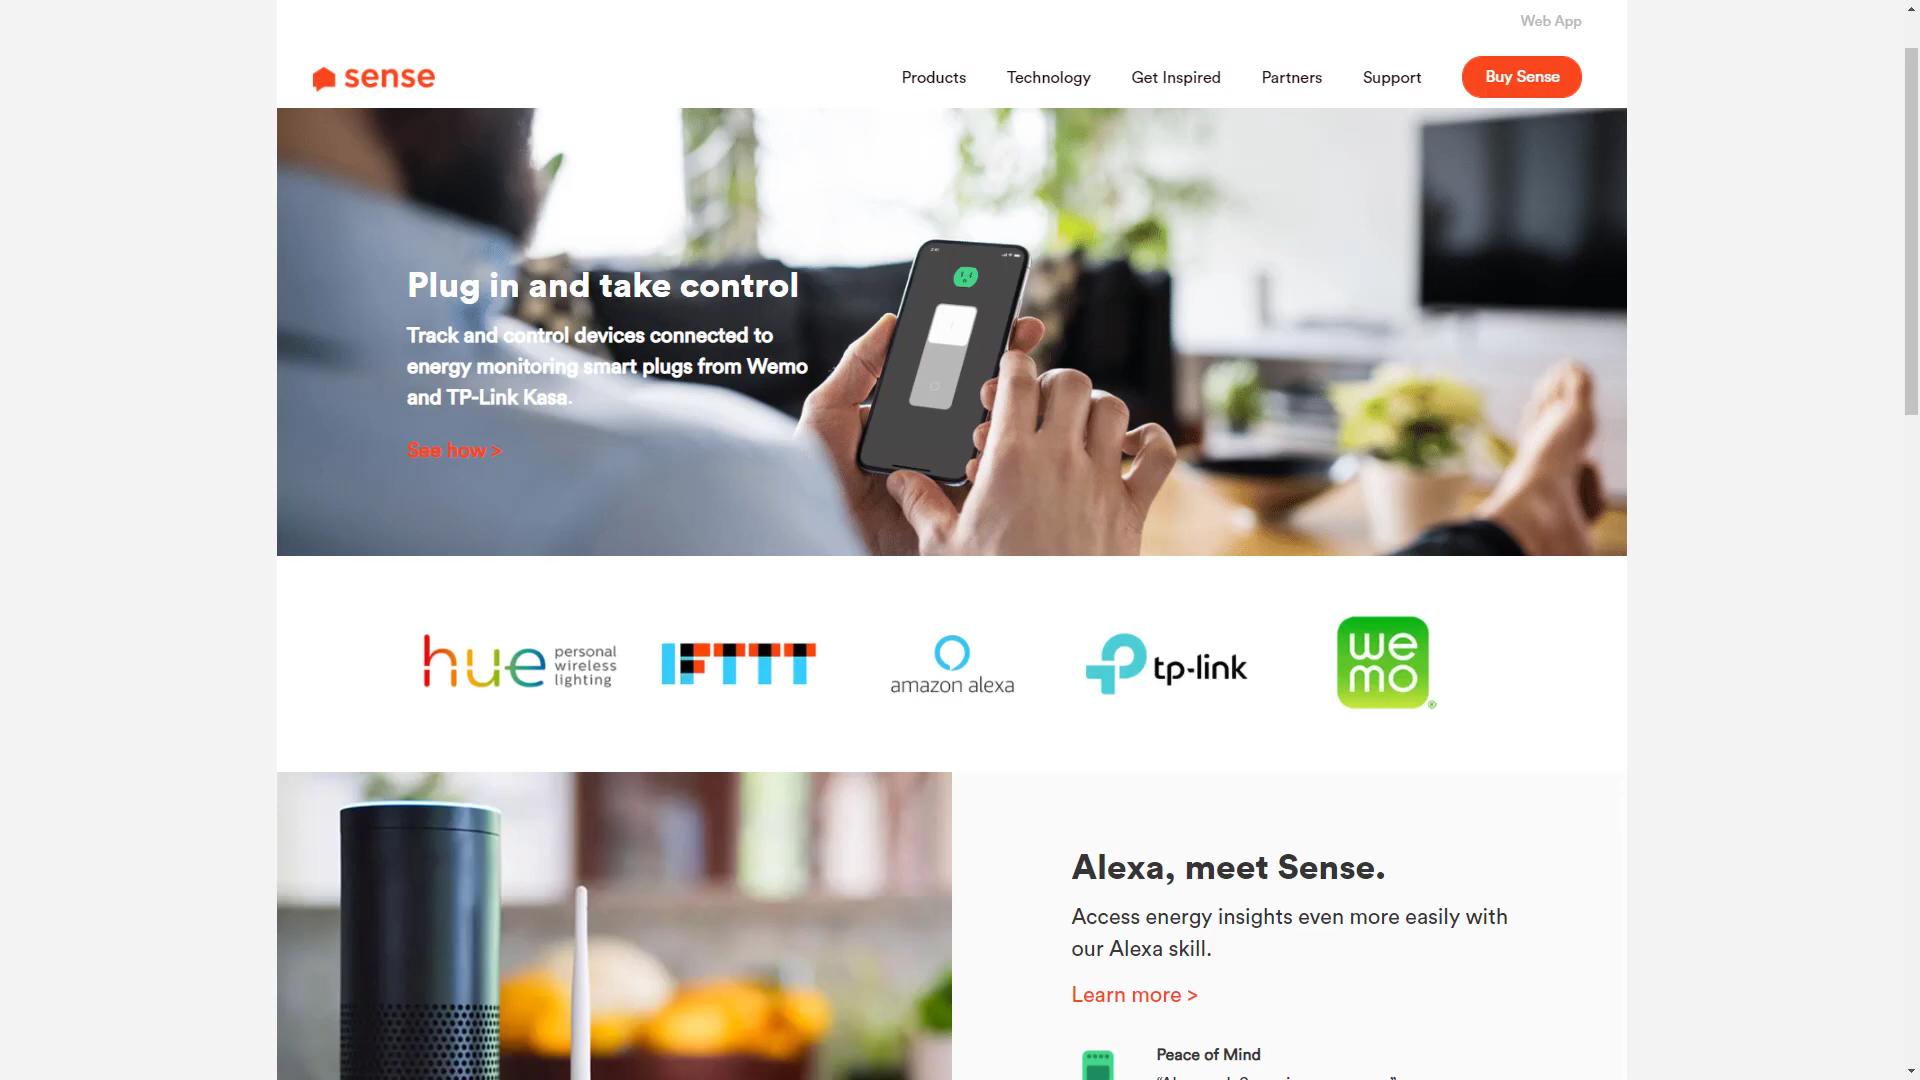 Web App
sense
Products Technology Get Inspired Partners Support Buy Sense
Plug in and take control
Track and control devices connected to
energy monitoring smart plugs from Wemo
and TP-Link Kasa.
See how >
hue personal
wireless
lighting
IFTTT
amazon alexa
tp-link
we
mo
®
Alexa, meet Sense.
Access energy insights even more easily with
our Alexa skill.
Learn more >
Peace of Mind